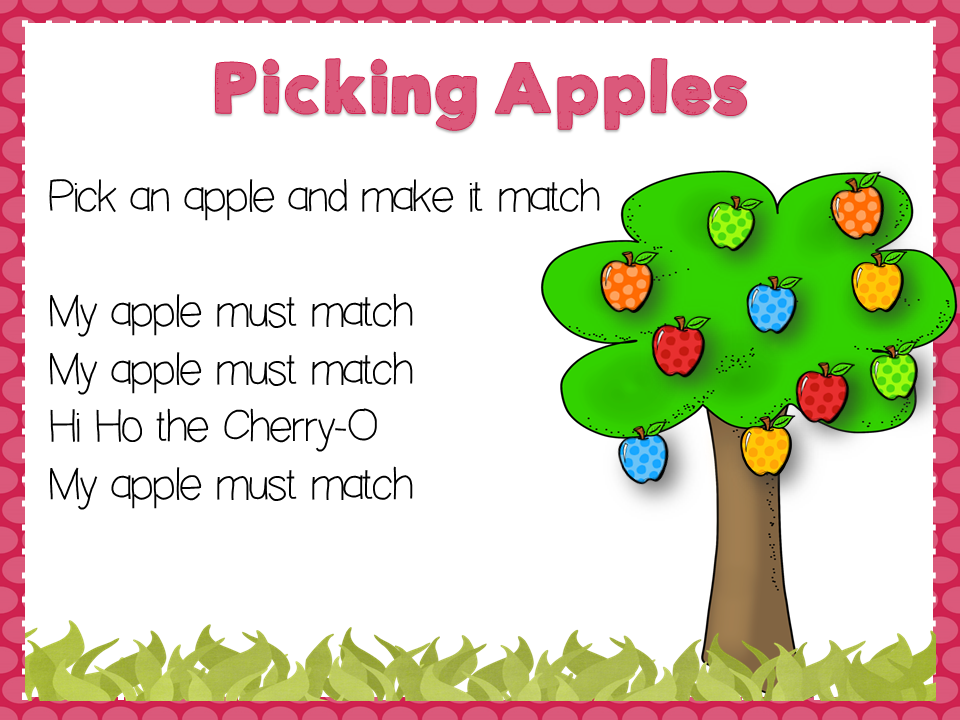 Picking Apples
Pick an apple and make it match
My apple must match
My apple must match
Hi Ho the Cherry-O
My apple must match